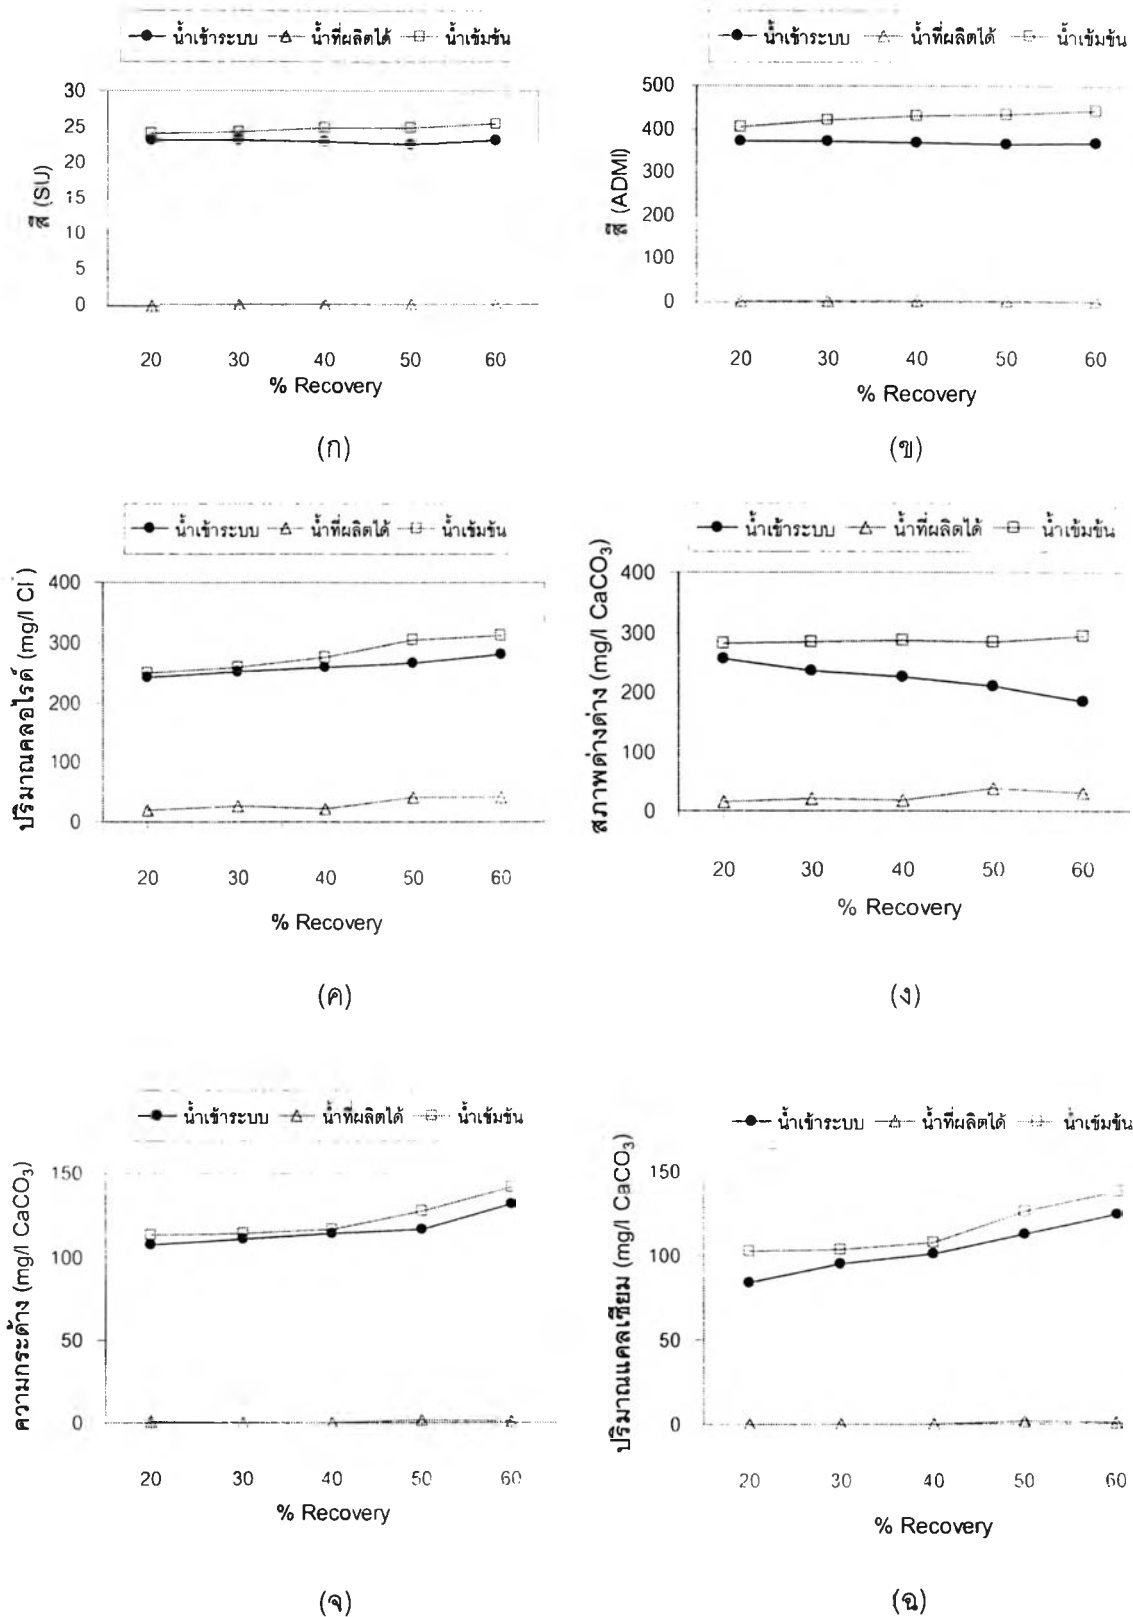 น้ำเข้าระบบ น้ำที่ผลิตได้ น้ำเข้มข้น
30
25
20
15
10
5
0
สี (SU)
20 30 40 50 60
% Recovery
(ก)
น้ำเข้าระบบ น้ำที่ผลิตได้ น้ำเข้มข้น
500
400
300
200
100
0
สี (ADMI)
20 30 40 50 60
% Recovery
(ข)
น้ำเข้าระบบ น้ำที่ผลิตได้ น้ำเข้มข้น
400
300
200
100
0
ปริมาณคลอไรด์ (mg/l Cl)
20 30 40 50 60
% Recovery
(ค)
น้ำเข้าระบบ น้ำที่ผลิตได้ น้ำเข้มข้น
400
300
200
100
0
สภาพด่างด่าง (mg/l CaCO₃)
20 30 40 50 60
% Recovery
(ง)
น้ำเข้าระบบ น้ำที่ผลิตได้ น้ำเข้มข้น
150
100
50
0
ความกระด้าง (mg/l CaCO₃)
20 30 40 50 60
% Recovery
(จ)
น้ำเข้าระบบ น้ำที่ผลิตได้ น้ำเข้มข้น
150
100
50
0
ปริมาณแคลเซียม (mg/l CaCO₃)
20 30 40 50 60
% Recovery
(ฉ)